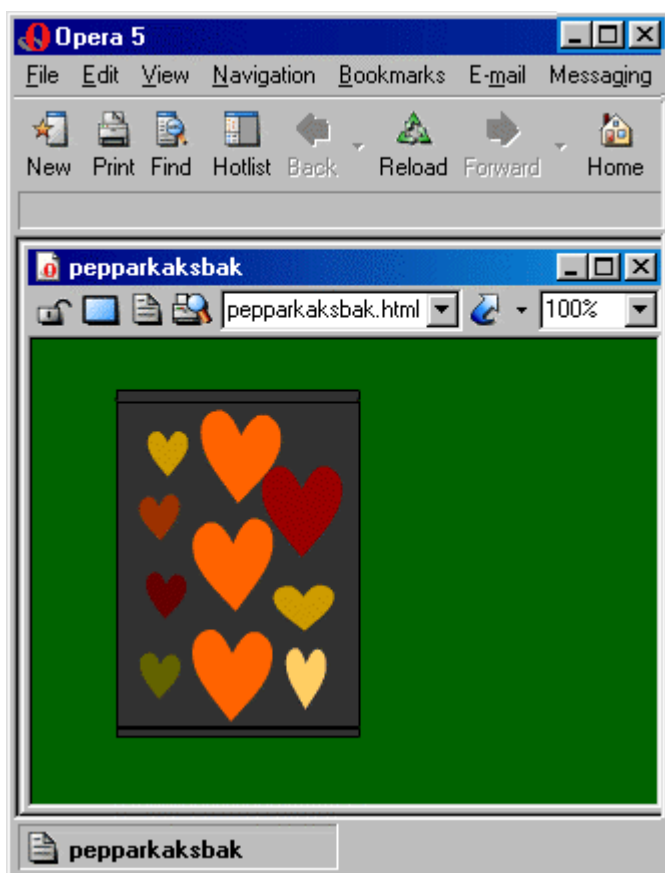 Opera 5
File Edit View Navigation Bookmarks E-mail Messaging
New Print Find Hotlist Back Reload Forward Home
pepparkaksbak
pepparkaksbak.html 100%
pepparkaksbak